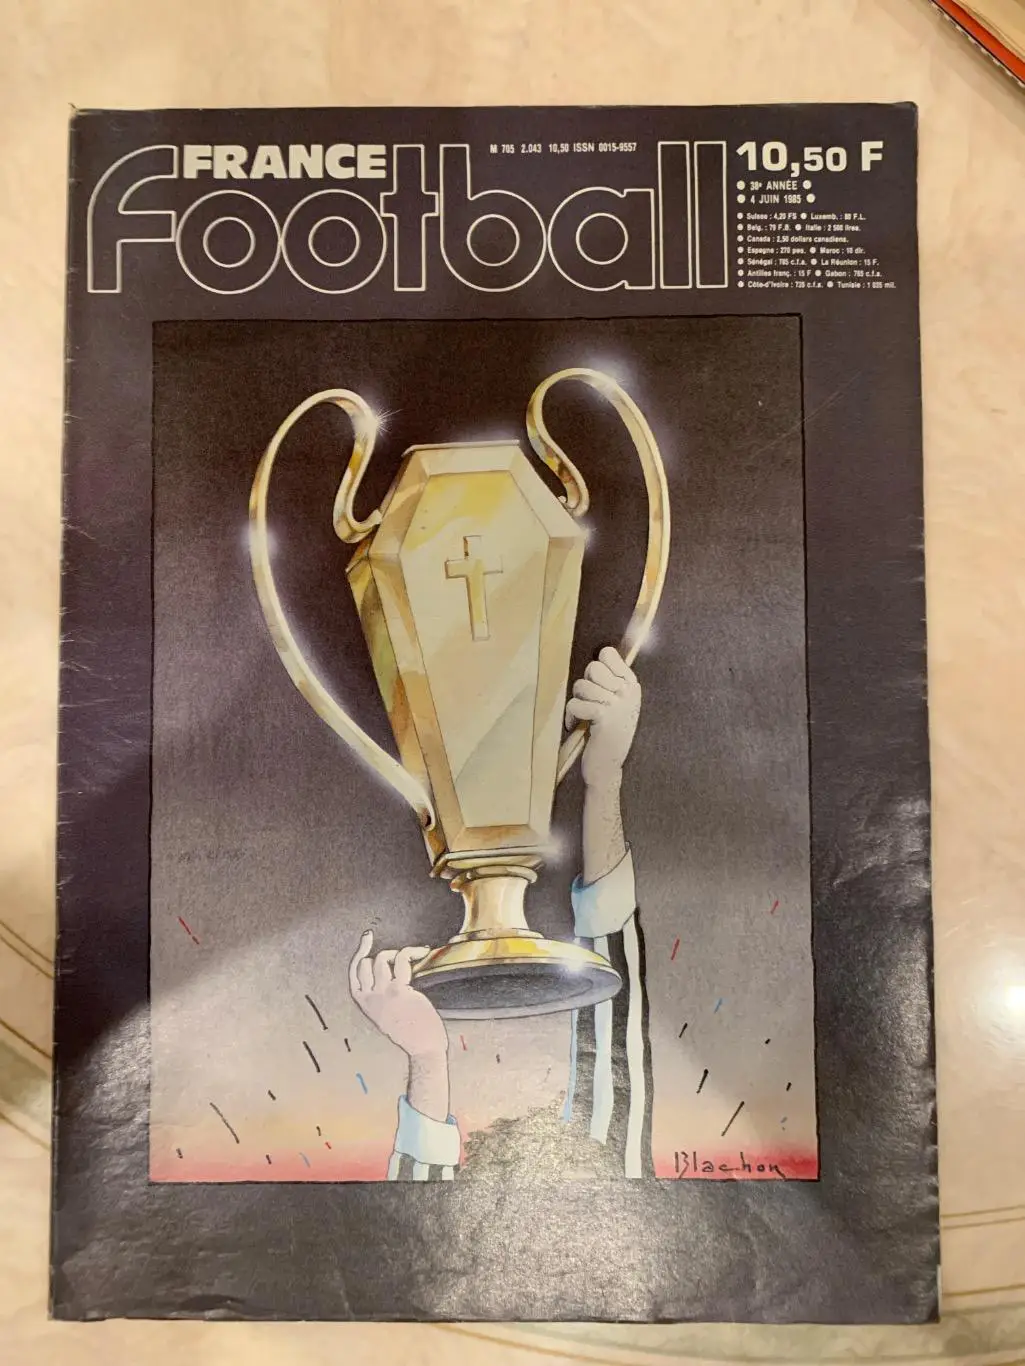 FRANCE
football
M 705 2.043 10,50 ISSN 0015-9557
10,50 F
● 38e ANNÉE ●
● 4 JUIN 1985 ●
● Suisse : 4,20 FS ● Luxemb. : 80 F.L.
● Belg. : 79 F.B. ● Italie : 2 500 lires.
● Canada : 2,50 dollars canadiens.
● Espagne : 270 pes. ● Maroc : 10 dir.
● Sénégal : 785 c.f.a. ● La Réunion : 15 F.
● Antilles franç. : 15 F ● Gabon : 765 c.f.a.
● Côte-d'Ivoire : 735 c.f.a. ● Tunisie : 1 035 mil.
Blachon